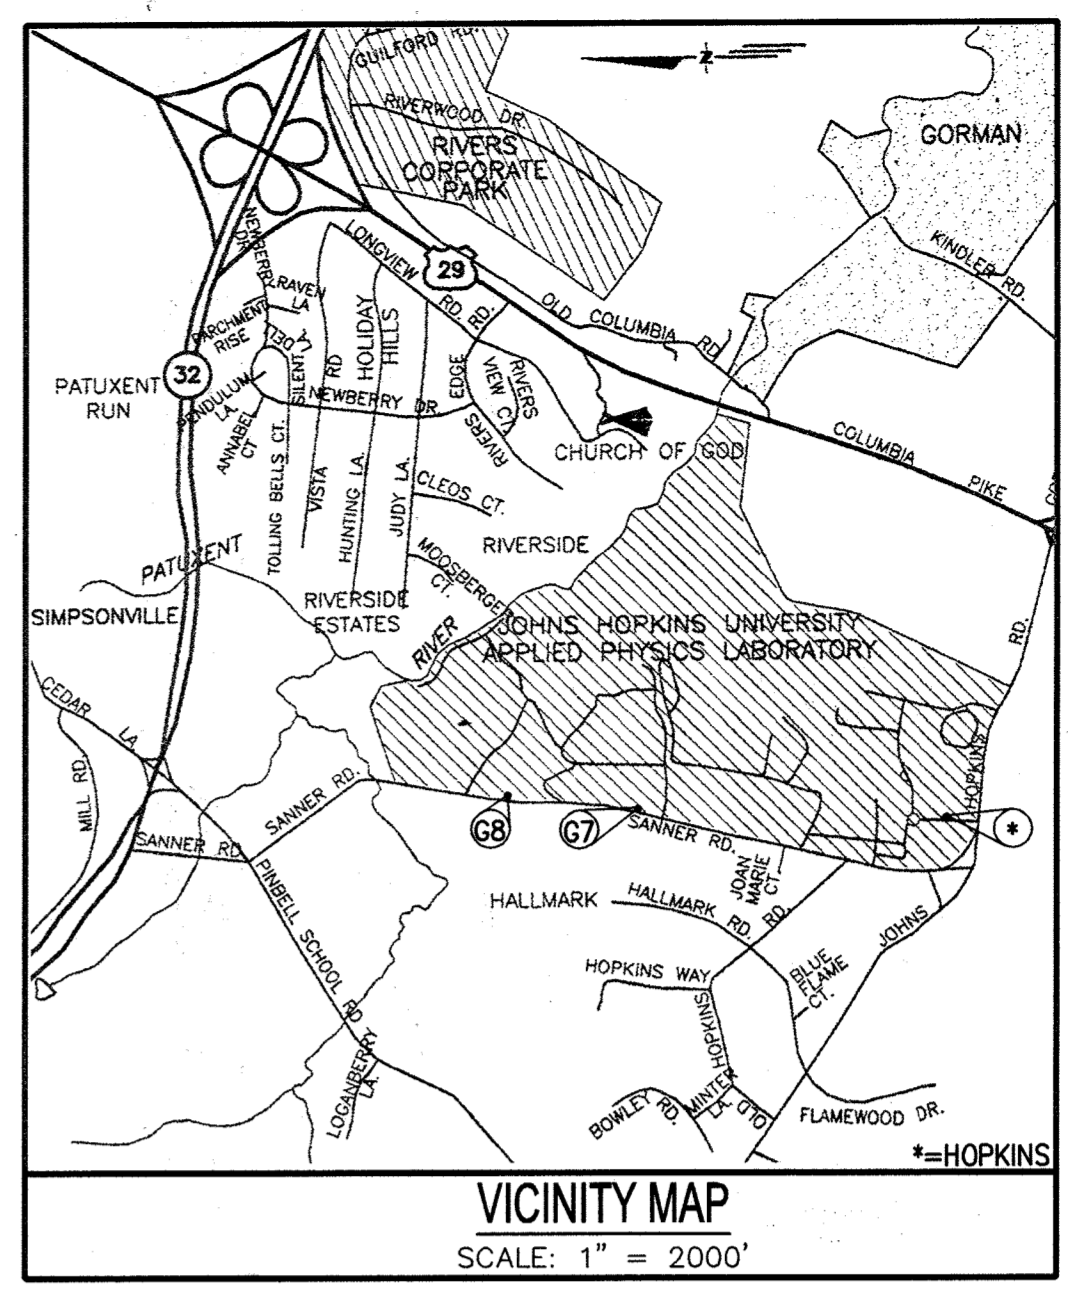 GUILFORD RD.
RIVERWOOD DR.
RIVERS
CORPORATE
PARK
N
GORMAN
KINDLER RD.
NEWBERRY
DR
LONGVIEW
RD.
RD.
29
OLD COLUMBIA RD.
RAVEN
LA
PARCHMENT
RISE
DELL
LA
HOLIDAY
HILLS
32
PATUXENT
RUN
PENDULUM
LA.
ANNABEL
CT
SILENT
RD
NEWBERRY DR
EDGE
RIVERS
VIEW CT.
RIVERS
CHURCH OF GOD
COLUMBIA PIKE
TOLLING BELLS CT.
VISTA
HUNTING LA.
JUDY LA.
CLEOS CT.
MOOSBERGER
CT.
RIVERSIDE
PATUXENT
RIVER
SIMPSONVILLE
RIVERSIDE
ESTATES
JOHNS HOPKINS UNIVERSITY
APPLIED PHYSICS LABORATORY
RD.
CEDAR LA.
MILL RD.
SANNER RD.
HOPKINS
SANNER RD.
G8
G7
SANNER RD.
*
JOAN
MARIE
CT.
PINBELL SCHOOL RD
HALLMARK
HALLMARK RD.
RD.
JOHNS
HOPKINS WAY
BLUE
FLAME
CT.
HOPKINS
LOGANBERRY
LA.
BOWLEY RD.
MINTER
LA.
OLD
FLAMEWOOD DR.
*=HOPKINS
VICINITY MAP
SCALE: 1" = 2000'